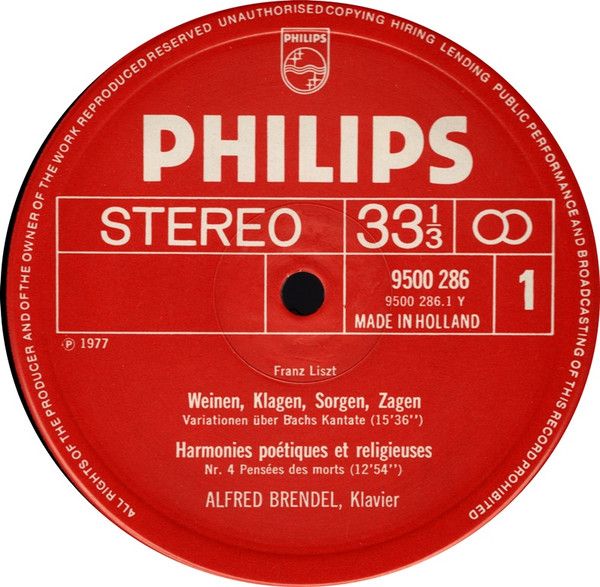 ALL RIGHTS OF THE PRODUCER AND OF THE OWNER OF THE WORK REPRODUCED RESERVED UNAUTHORISED COPYING HIRING LENDING PUBLIC PERFORMANCE AND BROADCASTING OF THIS RECORD PROHIBITED
PHILIPS
PHILIPS
STEREO 33 1/3
9500 286
9500 286.1 Y
1
MADE IN HOLLAND
℗ 1977
Franz Liszt
Weinen, Klagen, Sorgen, Zagen
Variationen über Bachs Kantate (15'36'')
Harmonies poétiques et religieuses
Nr. 4 Pensées des morts (12'54'')
ALFRED BRENDEL, Klavier